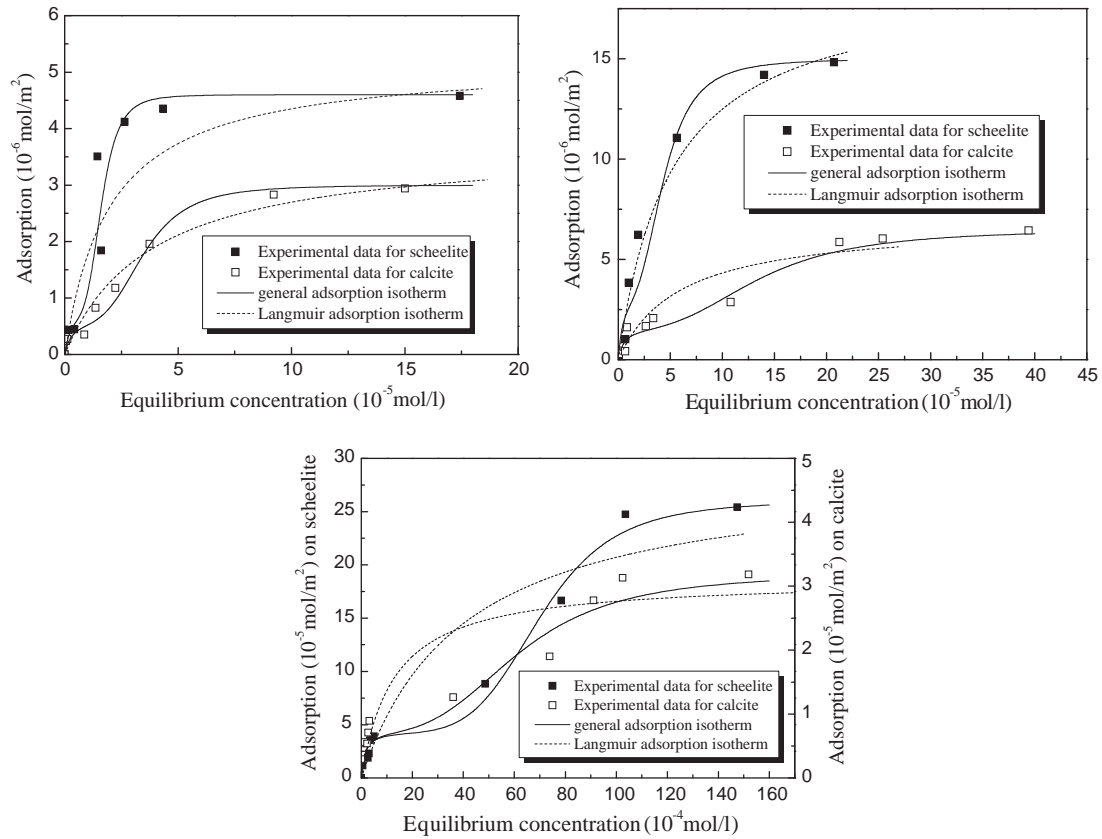 6
5
4
3
2
1
0
Adsorption (10-6mol/m2)
Experimental data for scheelite
Experimental data for calcite
general adsorption isotherm
Langmuir adsorption isotherm
0 5 10 15 20
Equilibrium concentration (10-5mol/l)
15
10
5
0
Adsorption (10-6mol/m2)
Experimental data for scheelite
Experimental data for calcite
general adsorption isotherm
Langmuir adsorption isotherm
0 5 10 15 20 25 30 35 40 45
Equilibrium concentration (10-5mol/l)
30
25
20
15
10
5
0
Adsorption (10-5mol/m2) on scheelite
Experimental data for scheelite
Experimental data for calcite
general adsorption isotherm
Langmuir adsorption isotherm
5
4
3
2
1
0
Adsorption (10-5mol/m2) on calcite
0 20 40 60 80 100 120 140 160
Equilibrium concentration (10-4mol/l)